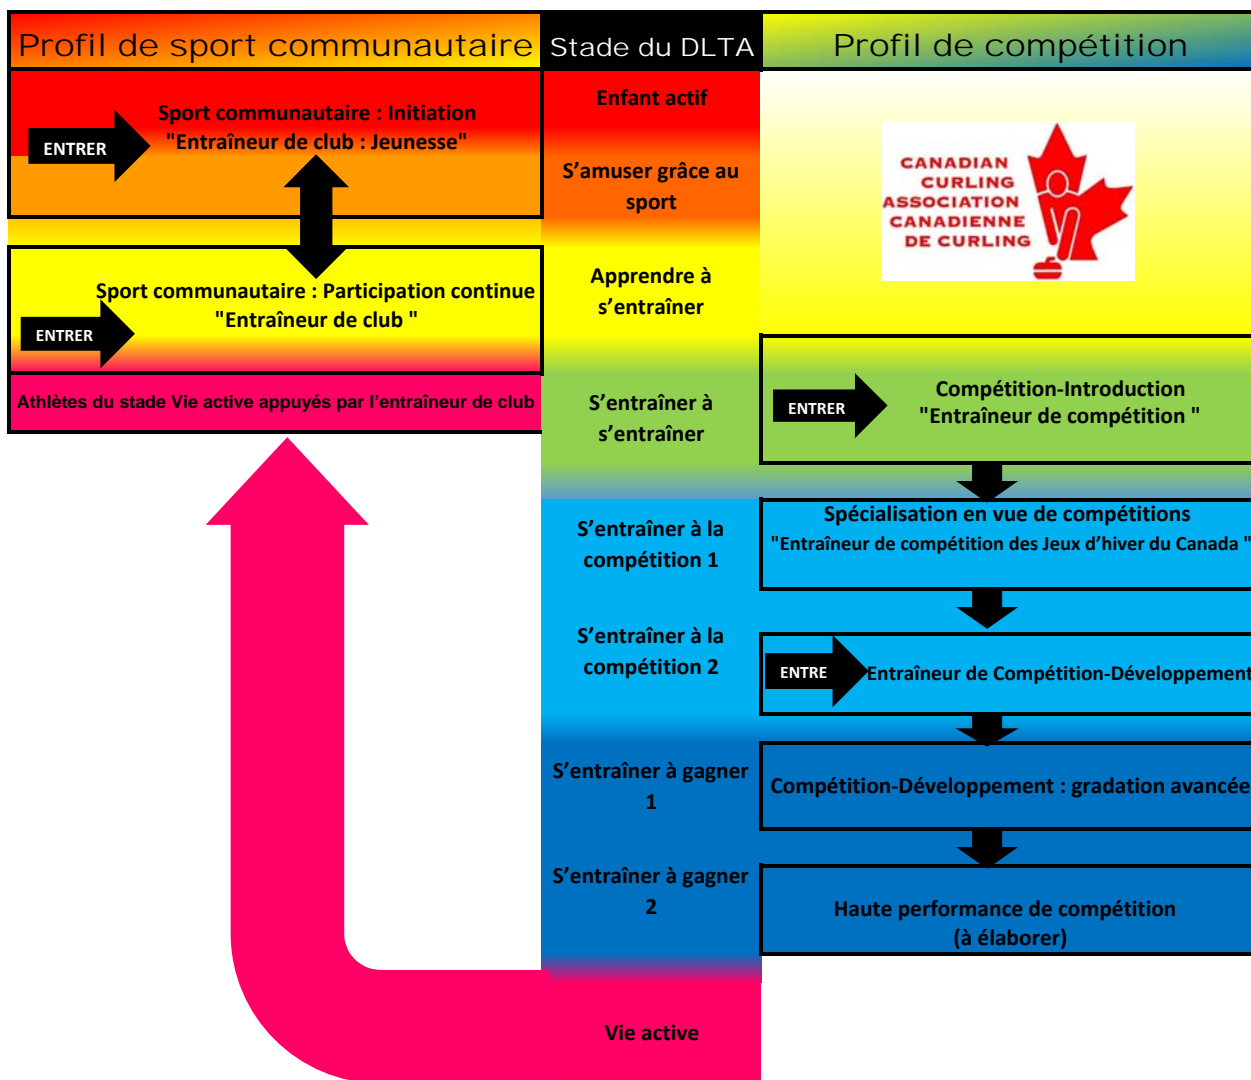 Profil de sport communautaire
Stade du DLTA
Profil de compétition
Sport communautaire : Initiation
"Entraîneur de club : Jeunesse"
ENTRER
Enfant actif
S'amuser grâce au
sport
CANADIAN
CURLING
ASSOCIATION
CANADIENNE
DE CURLING
Sport communautaire : Participation continue
"Entraîneur de club "
ENTRER
Apprendre à
s'entraîner
Athlètes du stade Vie active appuyés par l'entraîneur de club
S'entraîner à
s'entraîner
ENTRER
Compétition-Introduction
"Entraîneur de compétition "
S'entraîner à la
compétition 1
Spécialisation en vue de compétitions
"Entraîneur de compétition des Jeux d'hiver du Canada "
S'entraîner à la
compétition 2
ENTRE
Entraîneur de Compétition-Développement
S'entraîner à gagner
1
Compétition-Développement : gradation avancée
S'entraîner à gagner
2
Haute performance de compétition
(à élaborer)
Vie active